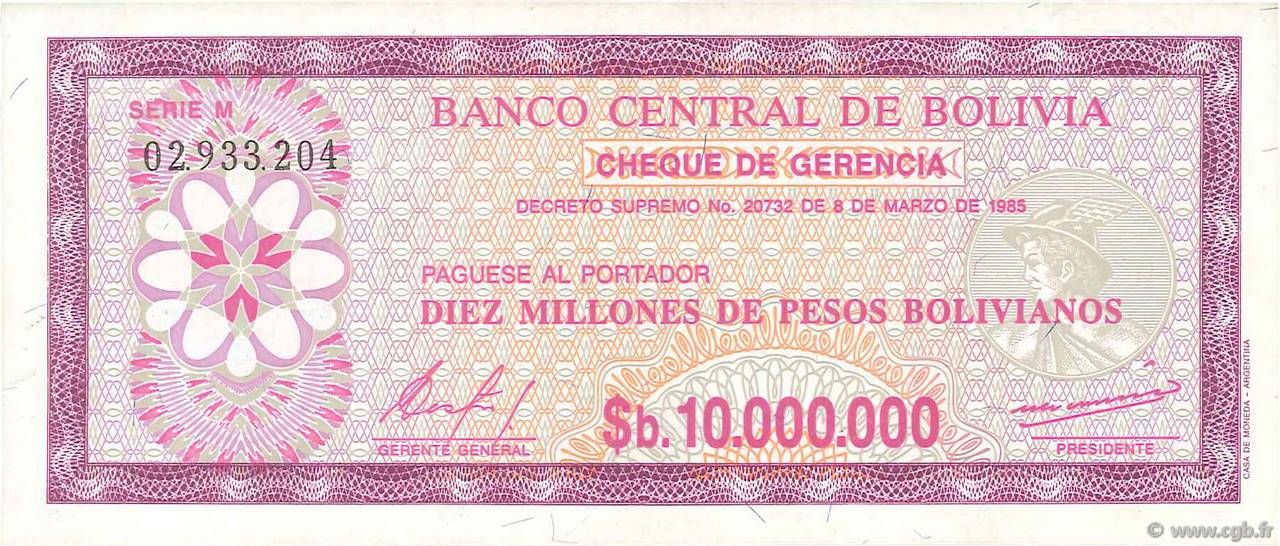 SERIE M
02.933.204
BANCO CENTRAL DE BOLIVIA
CHEQUE DE GERENCIA
DECRETO SUPREMO No. 20732 DE 8 DE MARZO DE 1985
PAGUESE AL PORTADOR
DIEZ MILLONES DE PESOS BOLIVIANOS
$b. 10.000.000
GERENTE GENERAL
PRESIDENTE
CASA DE MONEDA - ARGENTINA
© www.cgb.fr